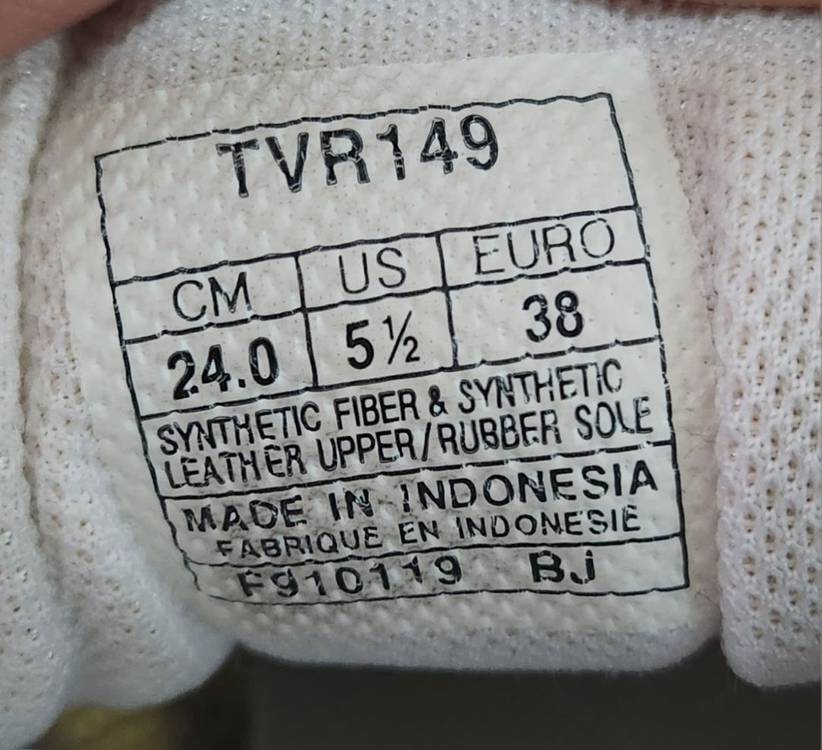 TVR149
CM US EURO
24.0 5½ 38
SYNTHETIC FIBER & SYNTHETIC
LEATHER UPPER/RUBBER SOLE
MADE IN INDONESIA
FABRIQUE EN INDONESIE
F910119 BJ